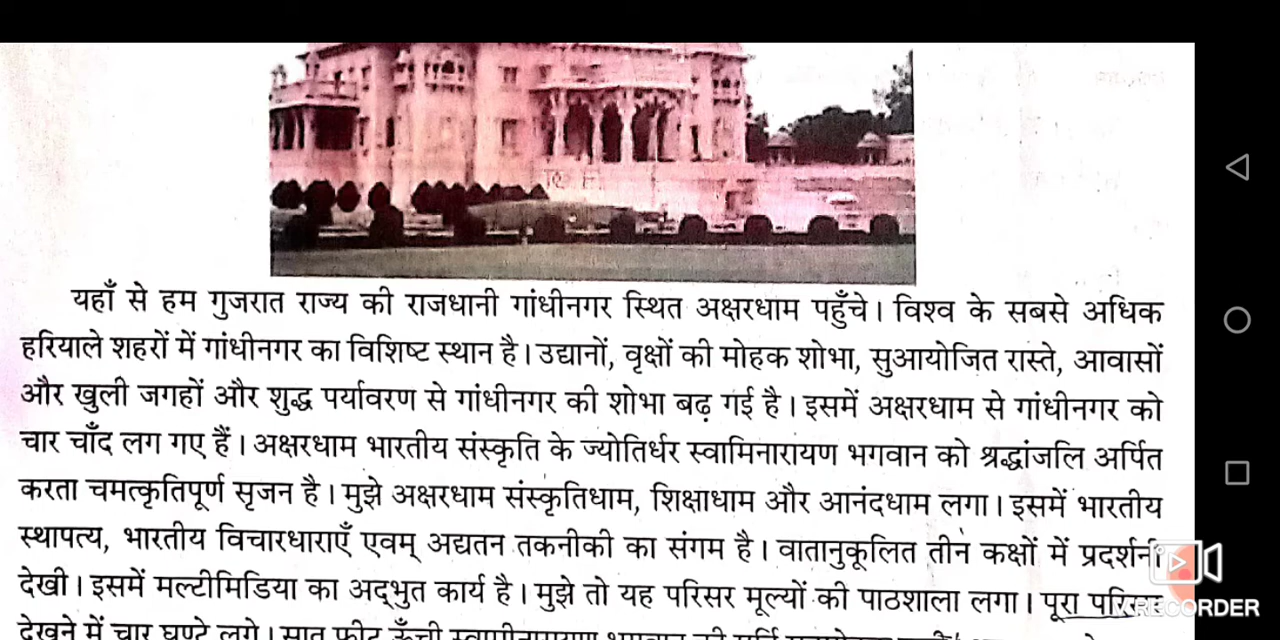 यहाँ से हम गुजरात राज्य की राजधानी गांधीनगर स्थित अक्षरधाम पहुँचे। विश्व के सबसे अधिक
हरियाले शहरों में गांधीनगर का विशिष्ट स्थान है। उद्यानों, वृक्षों की मोहक शोभा, सुआयोजित रास्ते, आवासों
और खुली जगहों और शुद्ध पर्यावरण से गांधीनगर की शोभा बढ़ गई है। इसमें अक्षरधाम से गांधीनगर को
चार चाँद लग गए हैं। अक्षरधाम भारतीय संस्कृति के ज्योतिर्धर स्वामिनारायण भगवान को श्रद्धांजलि अर्पित
करता चमत्कृतिपूर्ण सृजन है। मुझे अक्षरधाम संस्कृतिधाम, शिक्षाधाम और आनंदधाम लगा। इसमें भारतीय
स्थापत्य, भारतीय विचारधाराएँ एवम् अद्यतन तकनीकी का संगम है। वातानुकूलित तीन कक्षों में प्रदर्शनी
देखी। इसमें मल्टीमिडिया का अद्भुत कार्य है। मुझे तो यह परिसर मूल्यों की पाठशाला लगा। पूरा परिसर
V.RECORDER
देखने में चार घण्टे लगे। सात फीट ऊँची स्वामीनारायण भगवान की मूर्ति